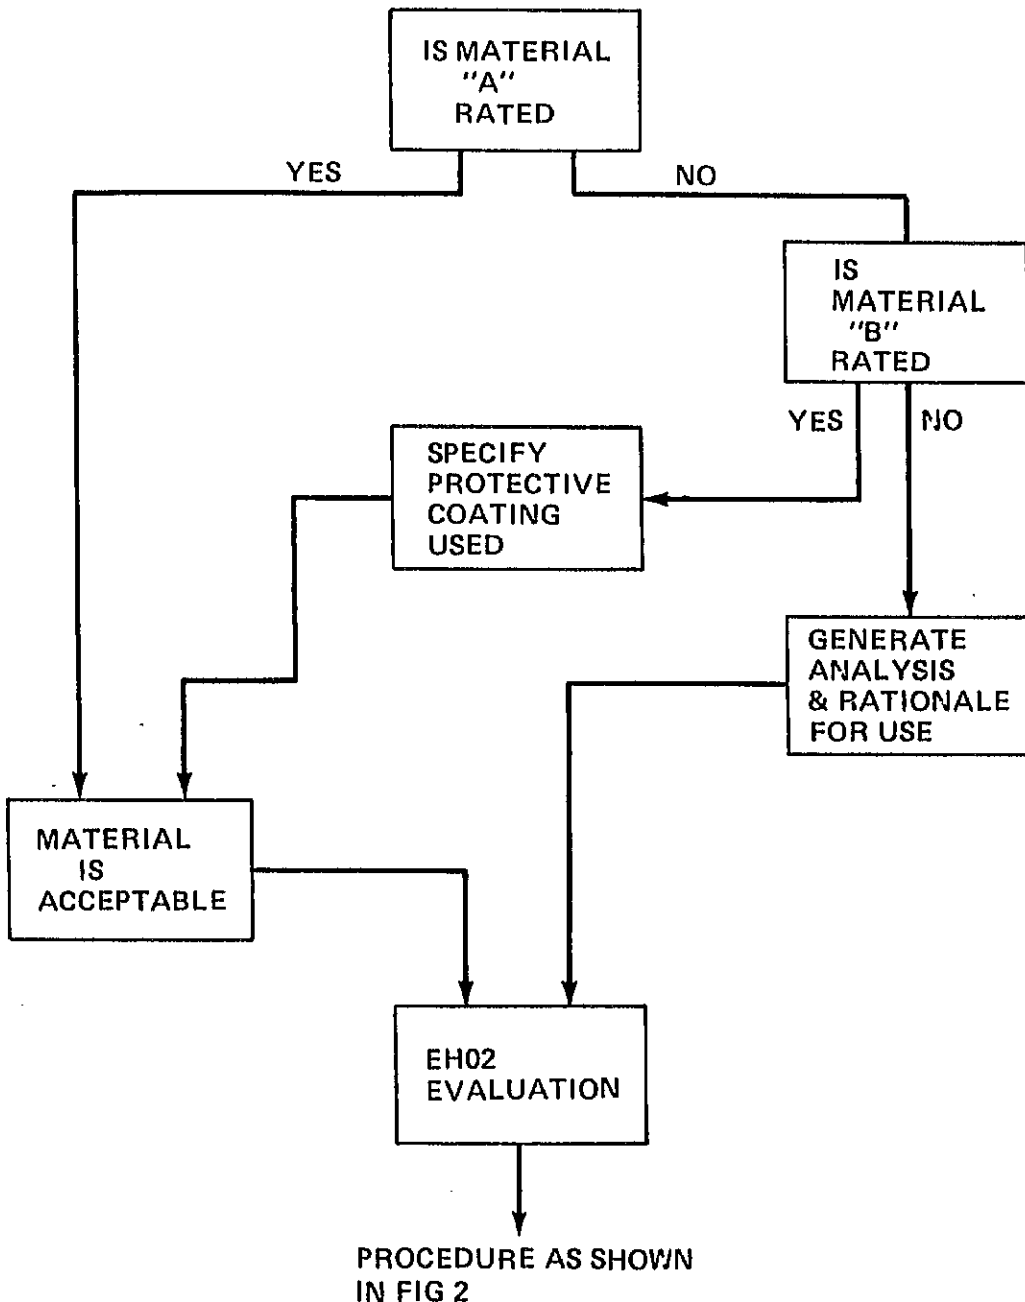 IS MATERIAL
"A"
RATED
YES
NO
IS
MATERIAL
"B"
RATED
YES
NO
SPECIFY
PROTECTIVE
COATING
USED
GENERATE
ANALYSIS
& RATIONALE
FOR USE
MATERIAL
IS
ACCEPTABLE
EH02
EVALUATION
PROCEDURE AS SHOWN
IN FIG 2